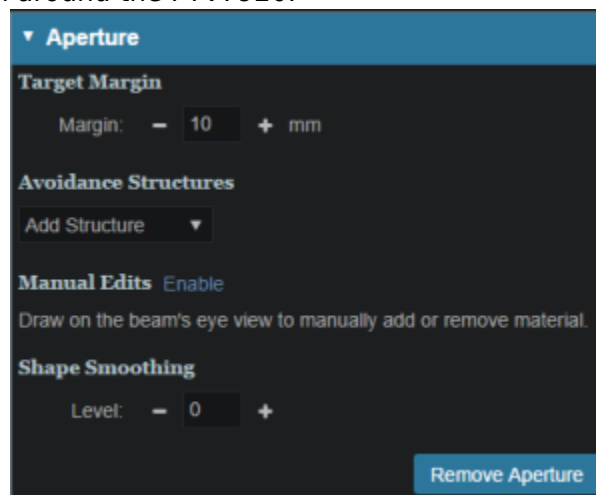 ▼ Aperture
Target Margin
Margin: − 10 + mm
Avoidance Structures
Add Structure ▼
Manual Edits Enable
Draw on the beam's eye view to manually add or remove material.
Shape Smoothing
Level: − 0 +
Remove Aperture